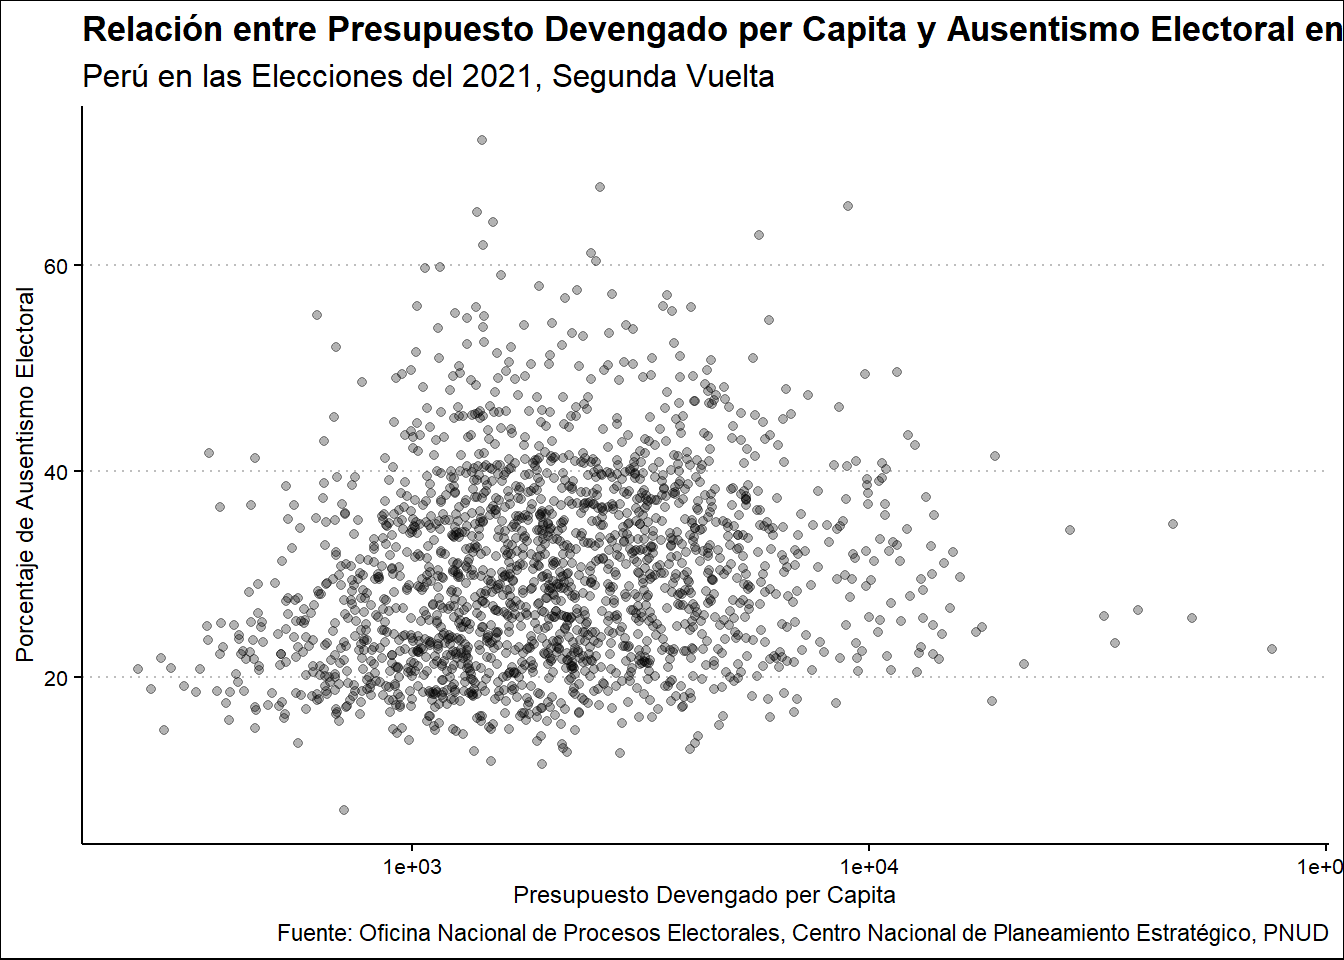 Relación entre Presupuesto Devengado per Capita y Ausentismo Electoral en
Perú en las Elecciones del 2021, Segunda Vuelta
Porcentaje de Ausentismo Electoral
60
40
20
1e+03 1e+04 1e+0
Presupuesto Devengado per Capita
Fuente: Oficina Nacional de Procesos Electorales, Centro Nacional de Planeamiento Estratégico, PNUD